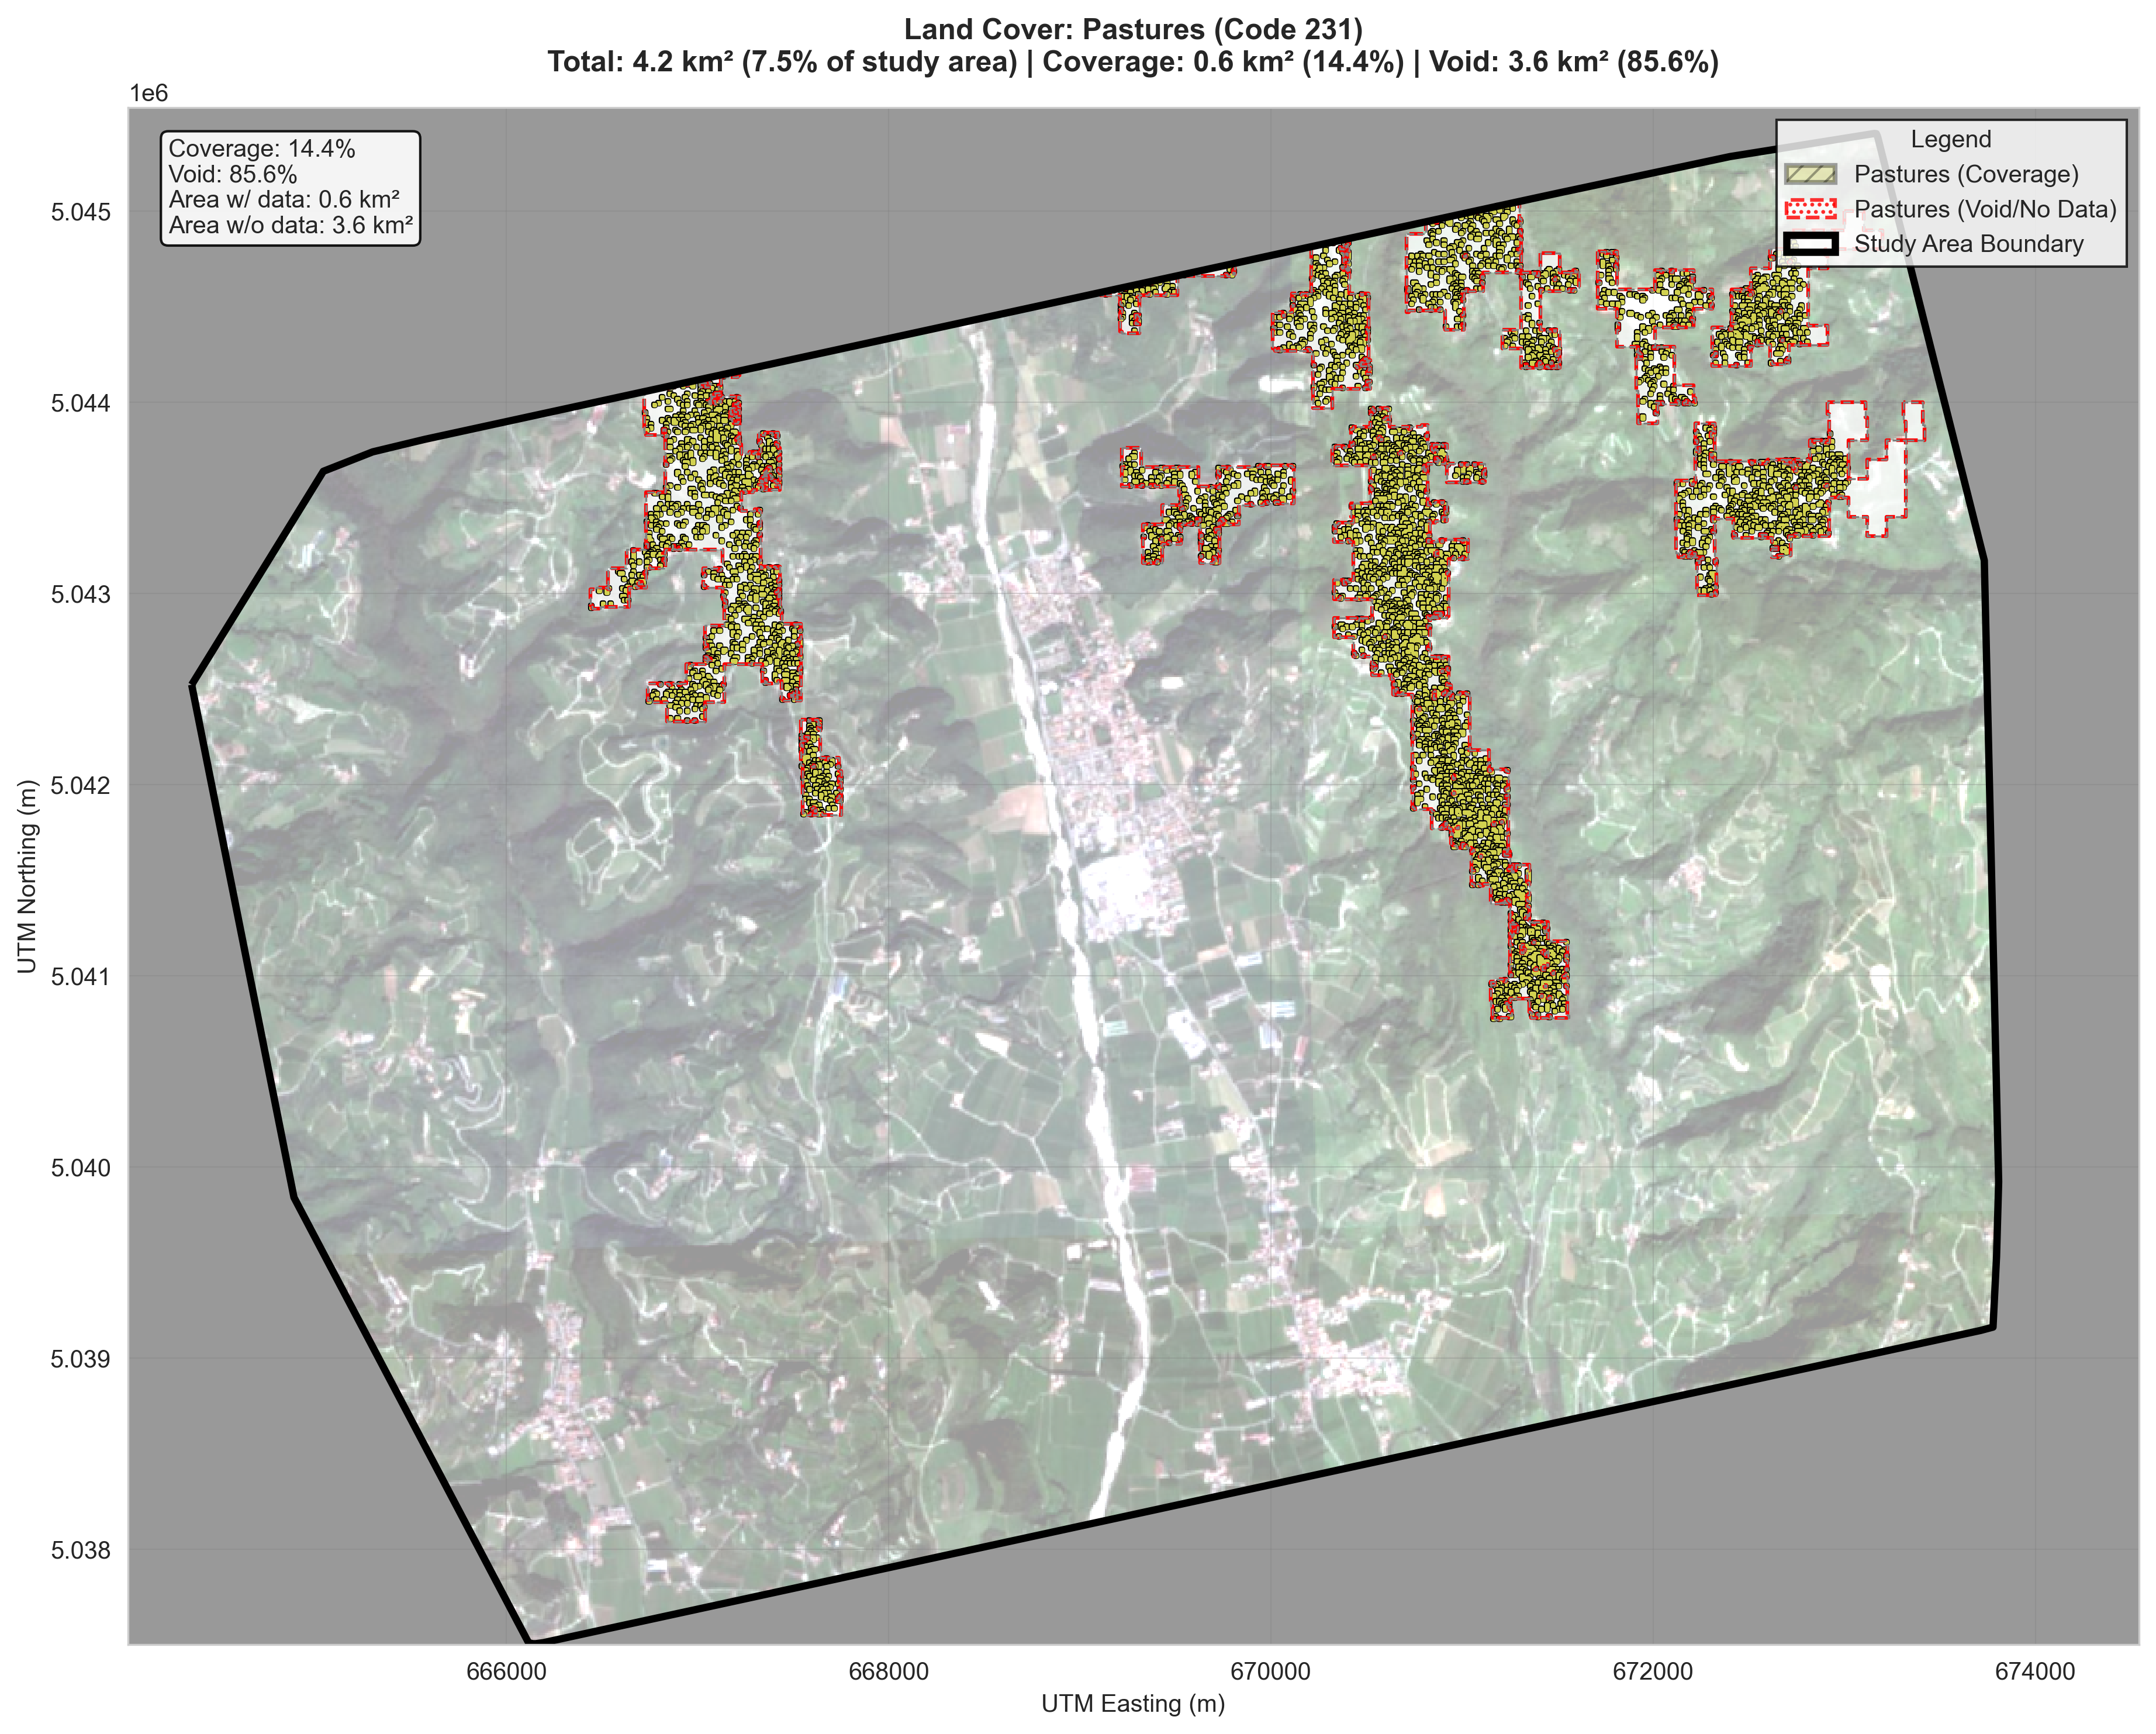 Land Cover: Pastures (Code 231)
Total: 4.2 km² (7.5% of study area) | Coverage: 0.6 km² (14.4%) | Void: 3.6 km² (85.6%)
1e6
Coverage: 14.4%
Void: 85.6%
Area w/ data: 0.6 km²
Area w/o data: 3.6 km²
Legend
Pastures (Coverage)
Pastures (Void/No Data)
Study Area Boundary
5.045
5.044
5.043
5.042
5.041
5.040
5.039
5.038
UTM Northing (m)
666000
668000
670000
672000
674000
UTM Easting (m)